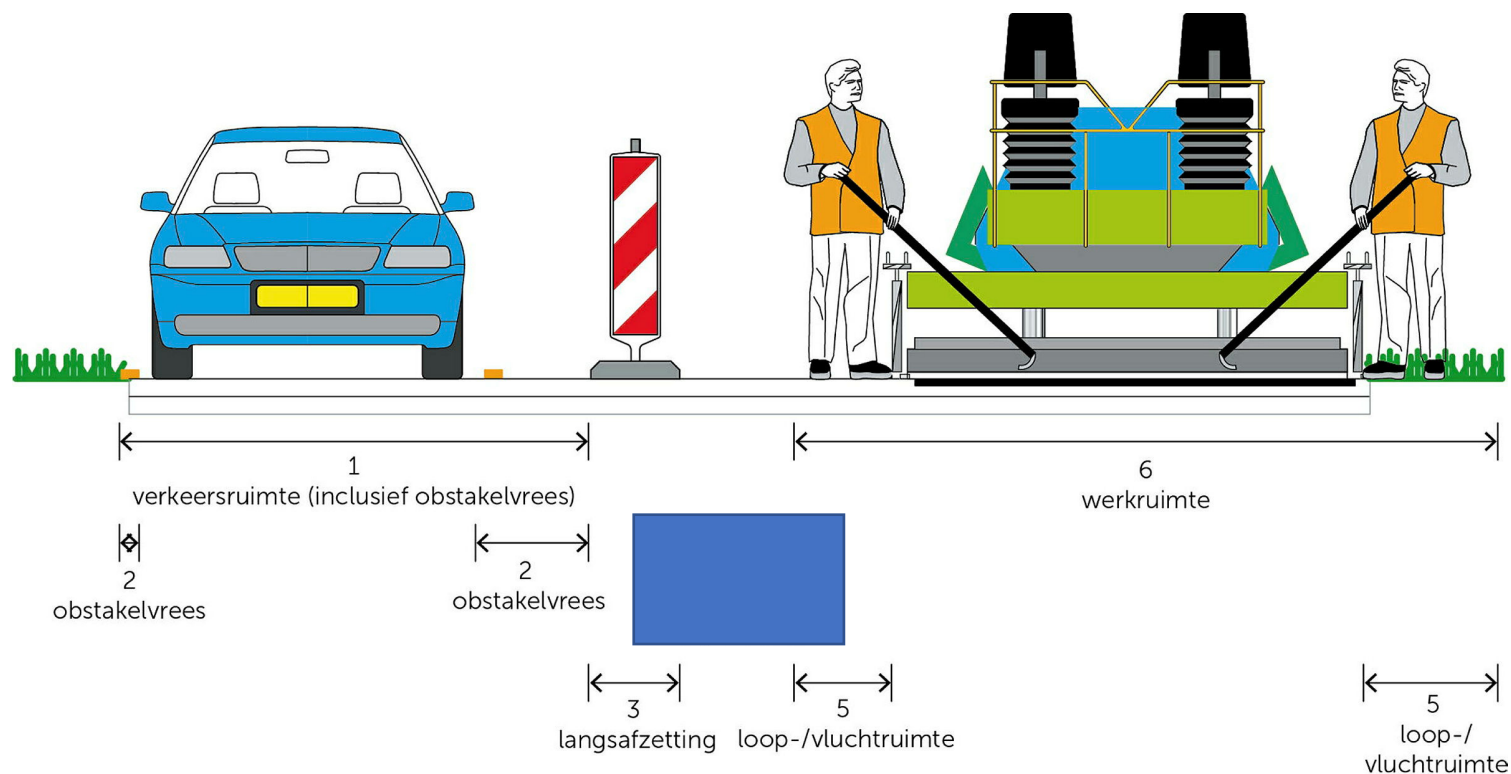 1
verkeersruimte (inclusief obstakelvrees)
6
werkruimte
2
obstakelvrees
2
obstakelvrees
3
langsafzetting
5
loop-/vluchtruimte
5
loop-/
vluchtruimte